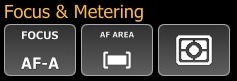 Focus & Metering
FOCUS
AF-A
AF AREA